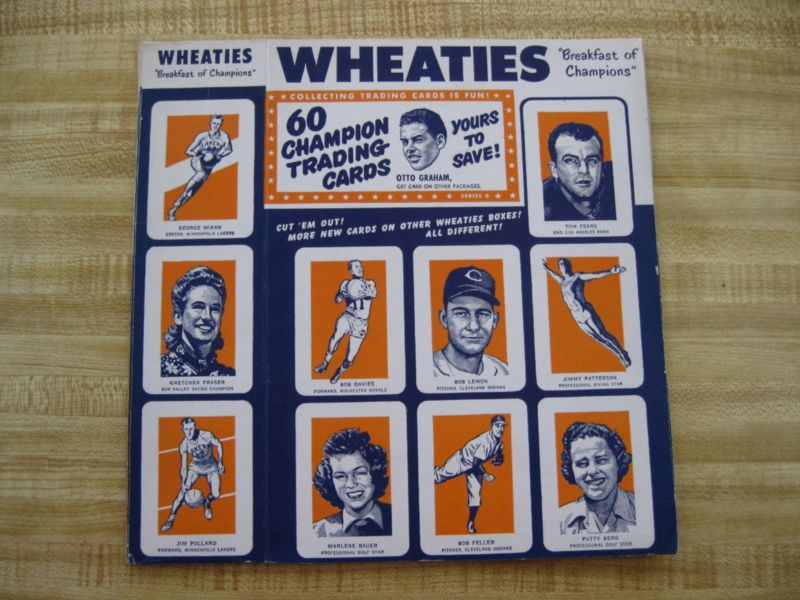 WHEATIES
"Breakfast of Champions"
WHEATIES
"Breakfast of
Champions"
★ COLLECTING TRADING CARDS IS FUN! ★
60
CHAMPION
TRADING
CARDS
OTTO GRAHAM,
GET CARD ON OTHER PACKAGES.
YOURS
TO
SAVE!
SERIES B
CUT 'EM OUT!
MORE NEW CARDS ON OTHER WHEATIES BOXES!
ALL DIFFERENT!
GEORGE MIKAN
CENTER, MINNEAPOLIS LAKERS
TOM FEARS
END, LOS ANGELES RAMS
GRETCHEN FRASER
SUN VALLEY SKIING CHAMPION
11
BOB DAVIES
FORWARD, ROCHESTER ROYALS
C
BOB LEMON
PITCHER, CLEVELAND INDIANS
JIMMY PATTERSON
PROFESSIONAL DIVING STAR
JIM POLLARD
FORWARD, MINNEAPOLIS LAKERS
MARLENE BAUER
PROFESSIONAL GOLF STAR
BOB FELLER
PITCHER, CLEVELAND INDIANS
PATTY BERG
PROFESSIONAL GOLF STAR